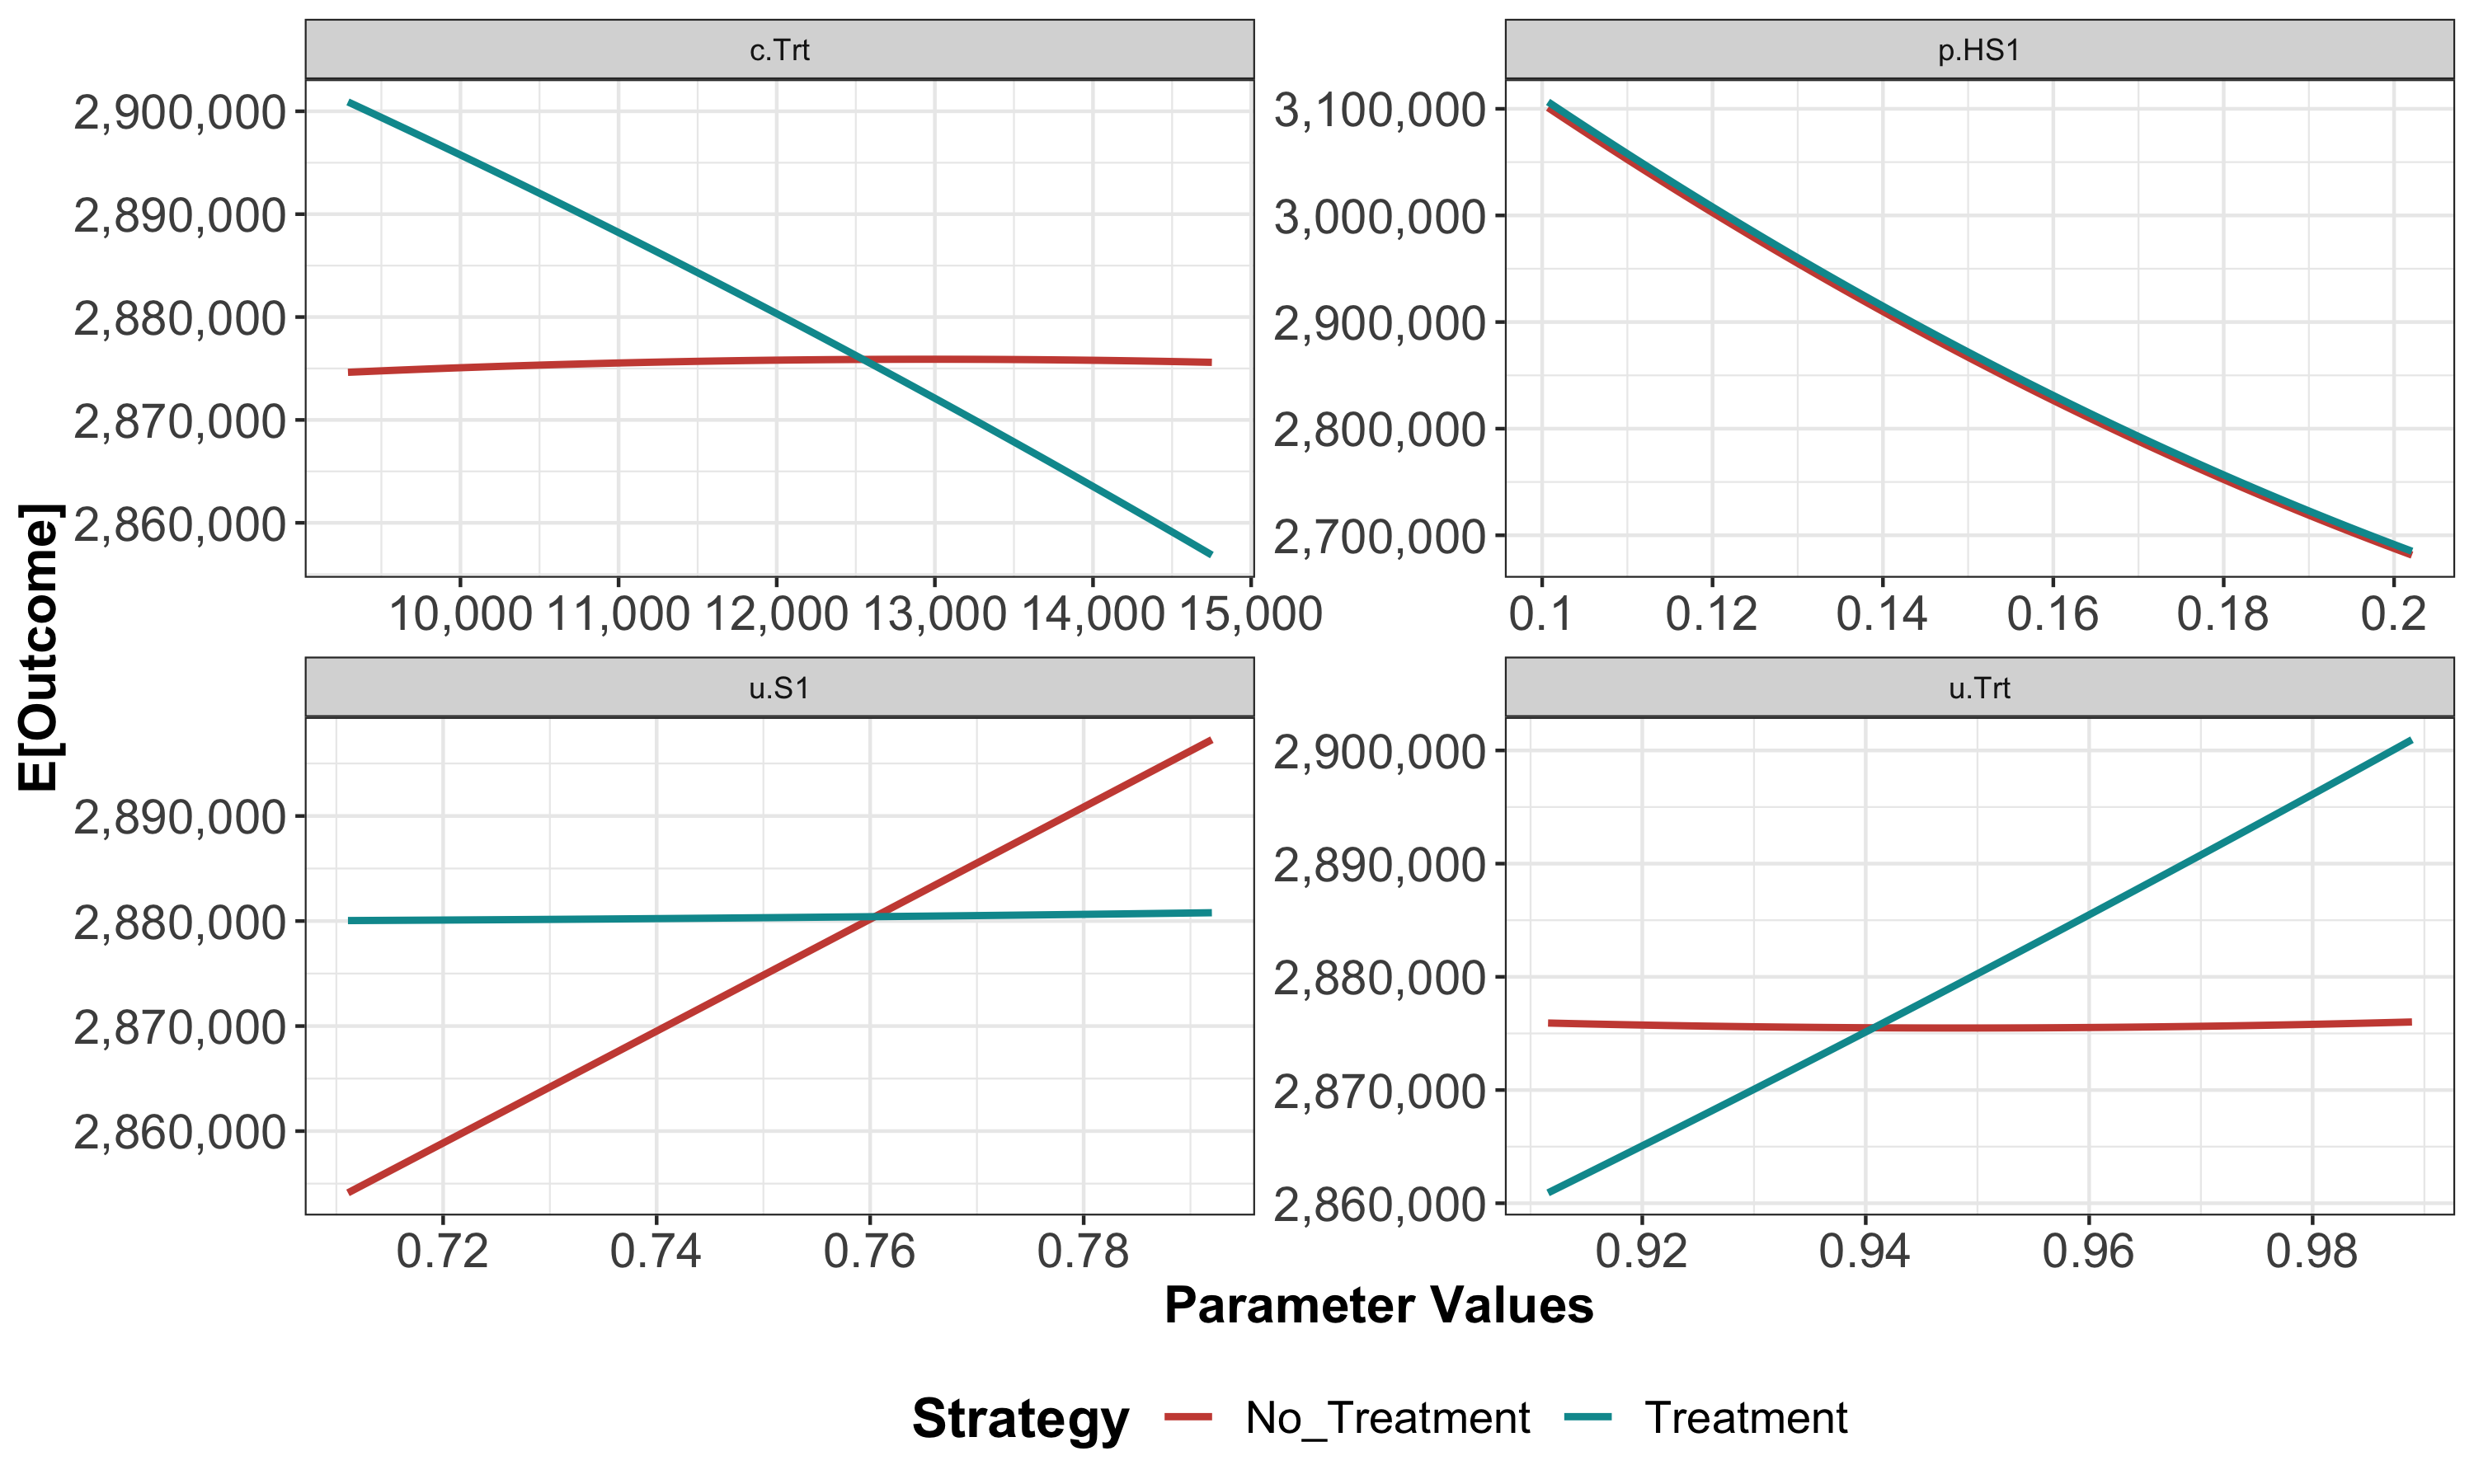 c.Trt
p.HS1
2,900,000
2,890,000
2,880,000
2,870,000
2,860,000
3,100,000
3,000,000
2,900,000
2,800,000
2,700,000
10,000 11,000 12,000 13,000 14,000 15,000
0.1 0.12 0.14 0.16 0.18 0.2
E[Outcome]
u.S1
u.Trt
2,890,000
2,880,000
2,870,000
2,860,000
2,900,000
2,890,000
2,880,000
2,870,000
2,860,000
0.72 0.74 0.76 0.78
0.92 0.94 0.96 0.98
Parameter Values
Strategy No_Treatment Treatment